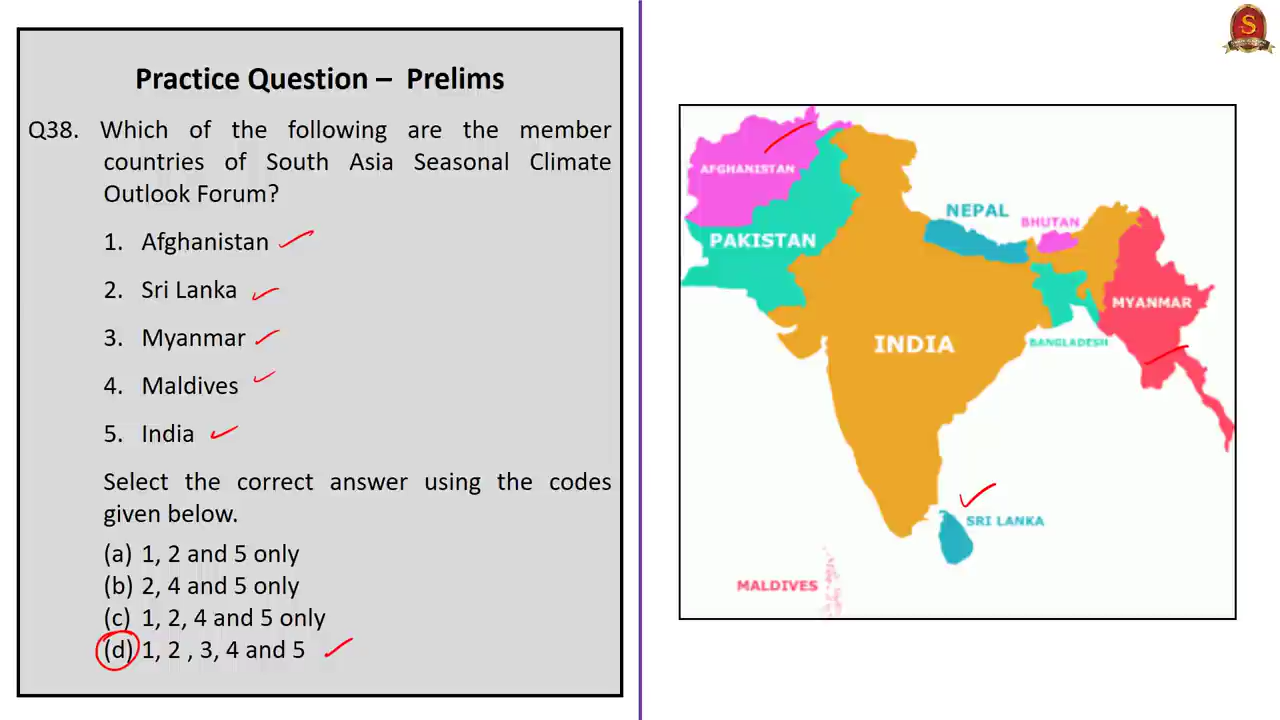 Practice Question – Prelims
Q38. Which of the following are the member
countries of South Asia Seasonal Climate
Outlook Forum?
1. Afghanistan
2. Sri Lanka
3. Myanmar
4. Maldives
5. India
Select the correct answer using the codes
given below.
(a) 1, 2 and 5 only
(b) 2, 4 and 5 only
(c) 1, 2, 4 and 5 only
(d) 1, 2 , 3, 4 and 5
S
AFGHANISTAN
PAKISTAN
NEPAL
BHUTAN
MYANMAR
INDIA
BANGLADESH
SRI LANKA
MALDIVES